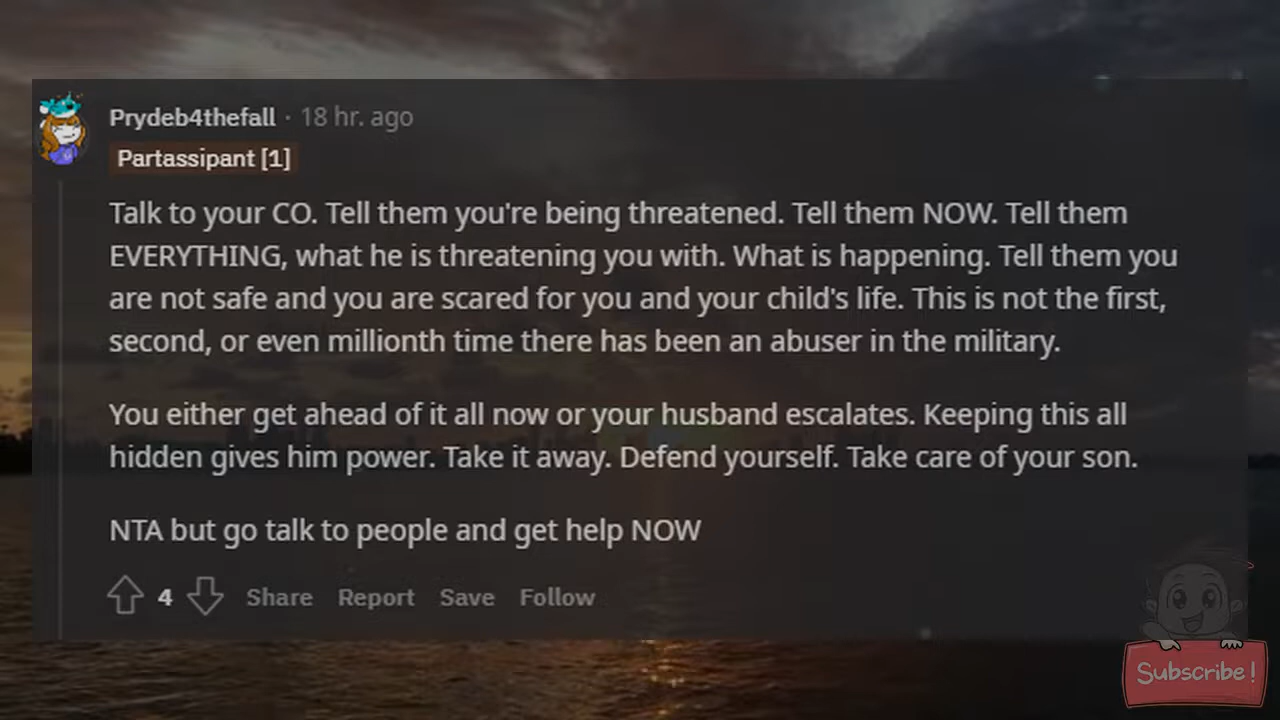 Prydeb4thefall · 18 hr. ago
Partassipant [1]
Talk to your CO. Tell them you're being threatened. Tell them NOW. Tell them
EVERYTHING, what he is threatening you with. What is happening. Tell them you
are not safe and you are scared for you and your child's life. This is not the first,
second, or even millionth time there has been an abuser in the military.
You either get ahead of it all now or your husband escalates. Keeping this all
hidden gives him power. Take it away. Defend yourself. Take care of your son.
NTA but go talk to people and get help NOW
4 Share Report Save Follow
Subscribe!